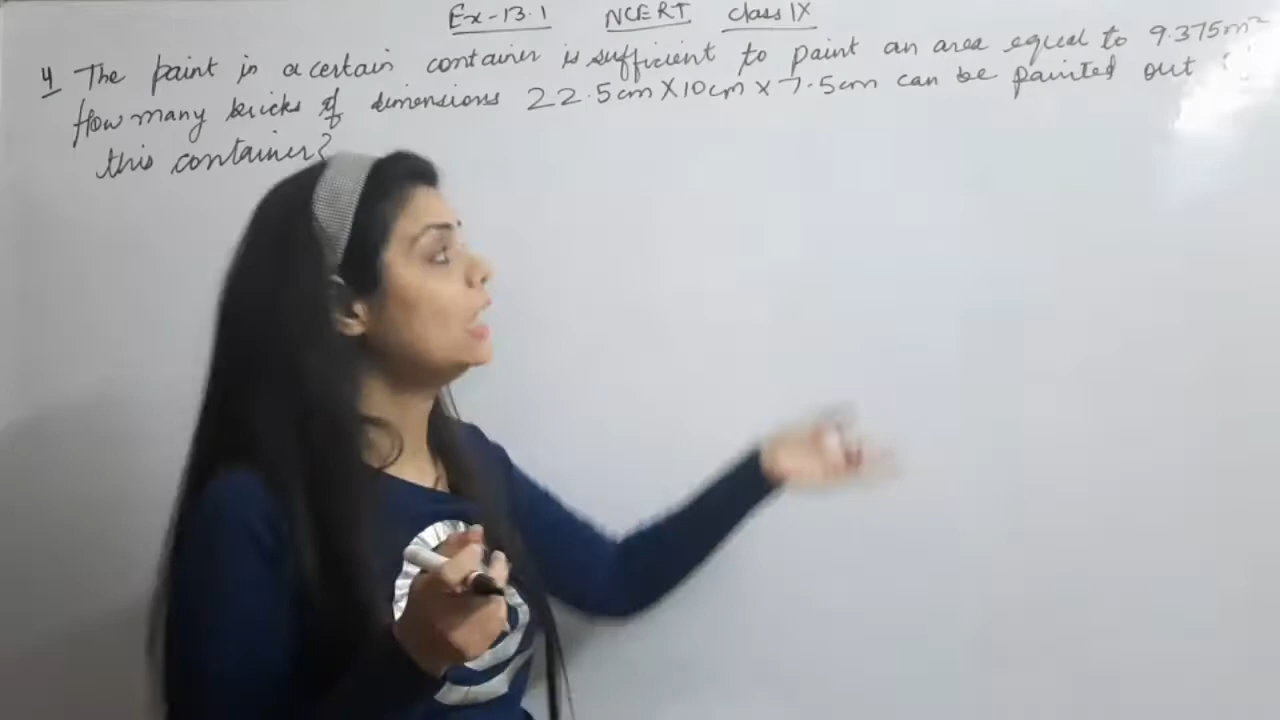 Ex-13.1 NCERT Class IX
4 The paint in a certain container is sufficient to paint an area equal to 9.375m²
How many bricks of dimensions 22.5cm X 10cm x 7.5cm can be painted out
this container?